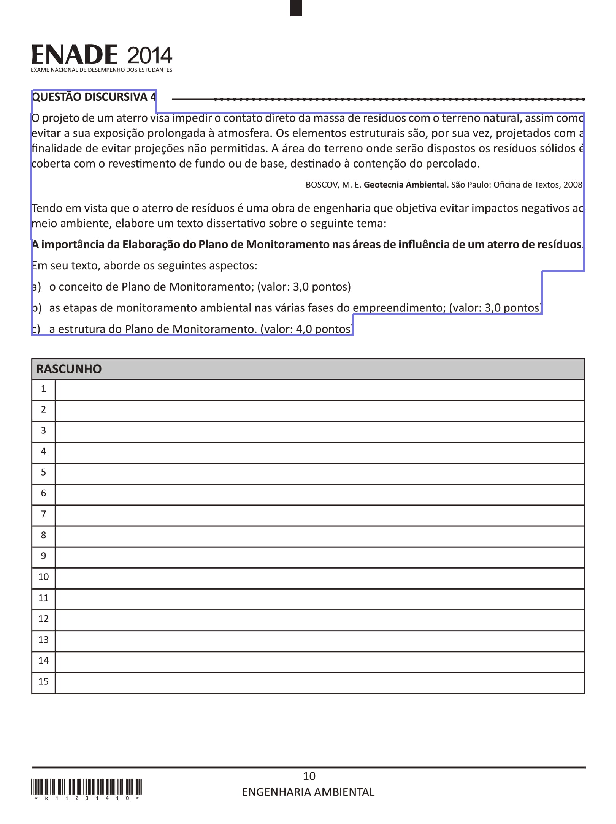 ENADE 2014
EXAME NACIONAL DE DESEMPENHO DOS ESTUDANTES
QUESTÃO DISCURSIVA 4
O projeto de um aterro visa impedir o contato direto da massa de resíduos com o terreno natural, assim como
evitar a sua exposição prolongada à atmosfera. Os elementos estruturais são, por sua vez, projetados com a
finalidade de evitar projeções não permitidas. A área do terreno onde serão dispostos os resíduos sólidos é
coberta com o revestimento de fundo ou de base, destinado à contenção do percolado.
BOSCOV, M. E. Geotecnia Ambiental. São Paulo: Oficina de Textos, 2008.
Tendo em vista que o aterro de resíduos é uma obra de engenharia que objetiva evitar impactos negativos ao
meio ambiente, elabore um texto dissertativo sobre o seguinte tema:
A importância da Elaboração do Plano de Monitoramento nas áreas de influência de um aterro de resíduos.
Em seu texto, aborde os seguintes aspectos:
a) o conceito de Plano de Monitoramento; (valor: 3,0 pontos)
b) as etapas de monitoramento ambiental nas várias fases do empreendimento; (valor: 3,0 pontos)
c) a estrutura do Plano de Monitoramento. (valor: 4,0 pontos)
RASCUNHO
1
2
3
4
5
6
7
8
9
10
11
12
13
14
15
10
ENGENHARIA AMBIENTAL